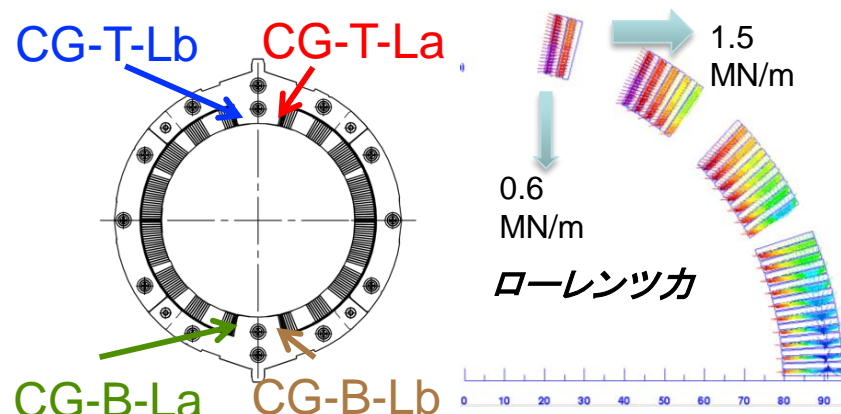 CG-T-Lb
CG-T-La
1.5
MN/m
0.6
MN/m
ローレンツカ
CG-B-La
CG-B-Lb
0 10 20 30 40 50 60 70 80 90